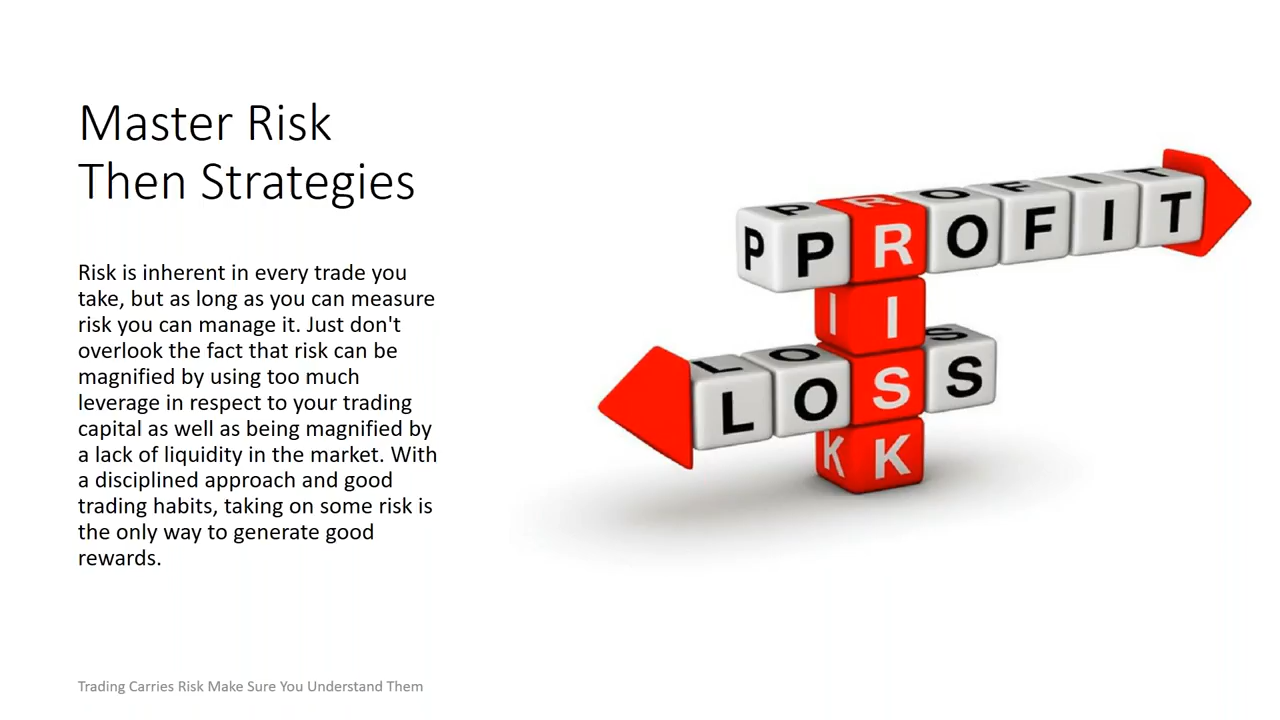 Master Risk
Then Strategies
Risk is inherent in every trade you
take, but as long as you can measure
risk you can manage it. Just don't
overlook the fact that risk can be
magnified by using too much
leverage in respect to your trading
capital as well as being magnified by
a lack of liquidity in the market. With
a disciplined approach and good
trading habits, taking on some risk is
the only way to generate good
rewards.
PROFIT
RISK
LOSS
Trading Carries Risk Make Sure You Understand Them